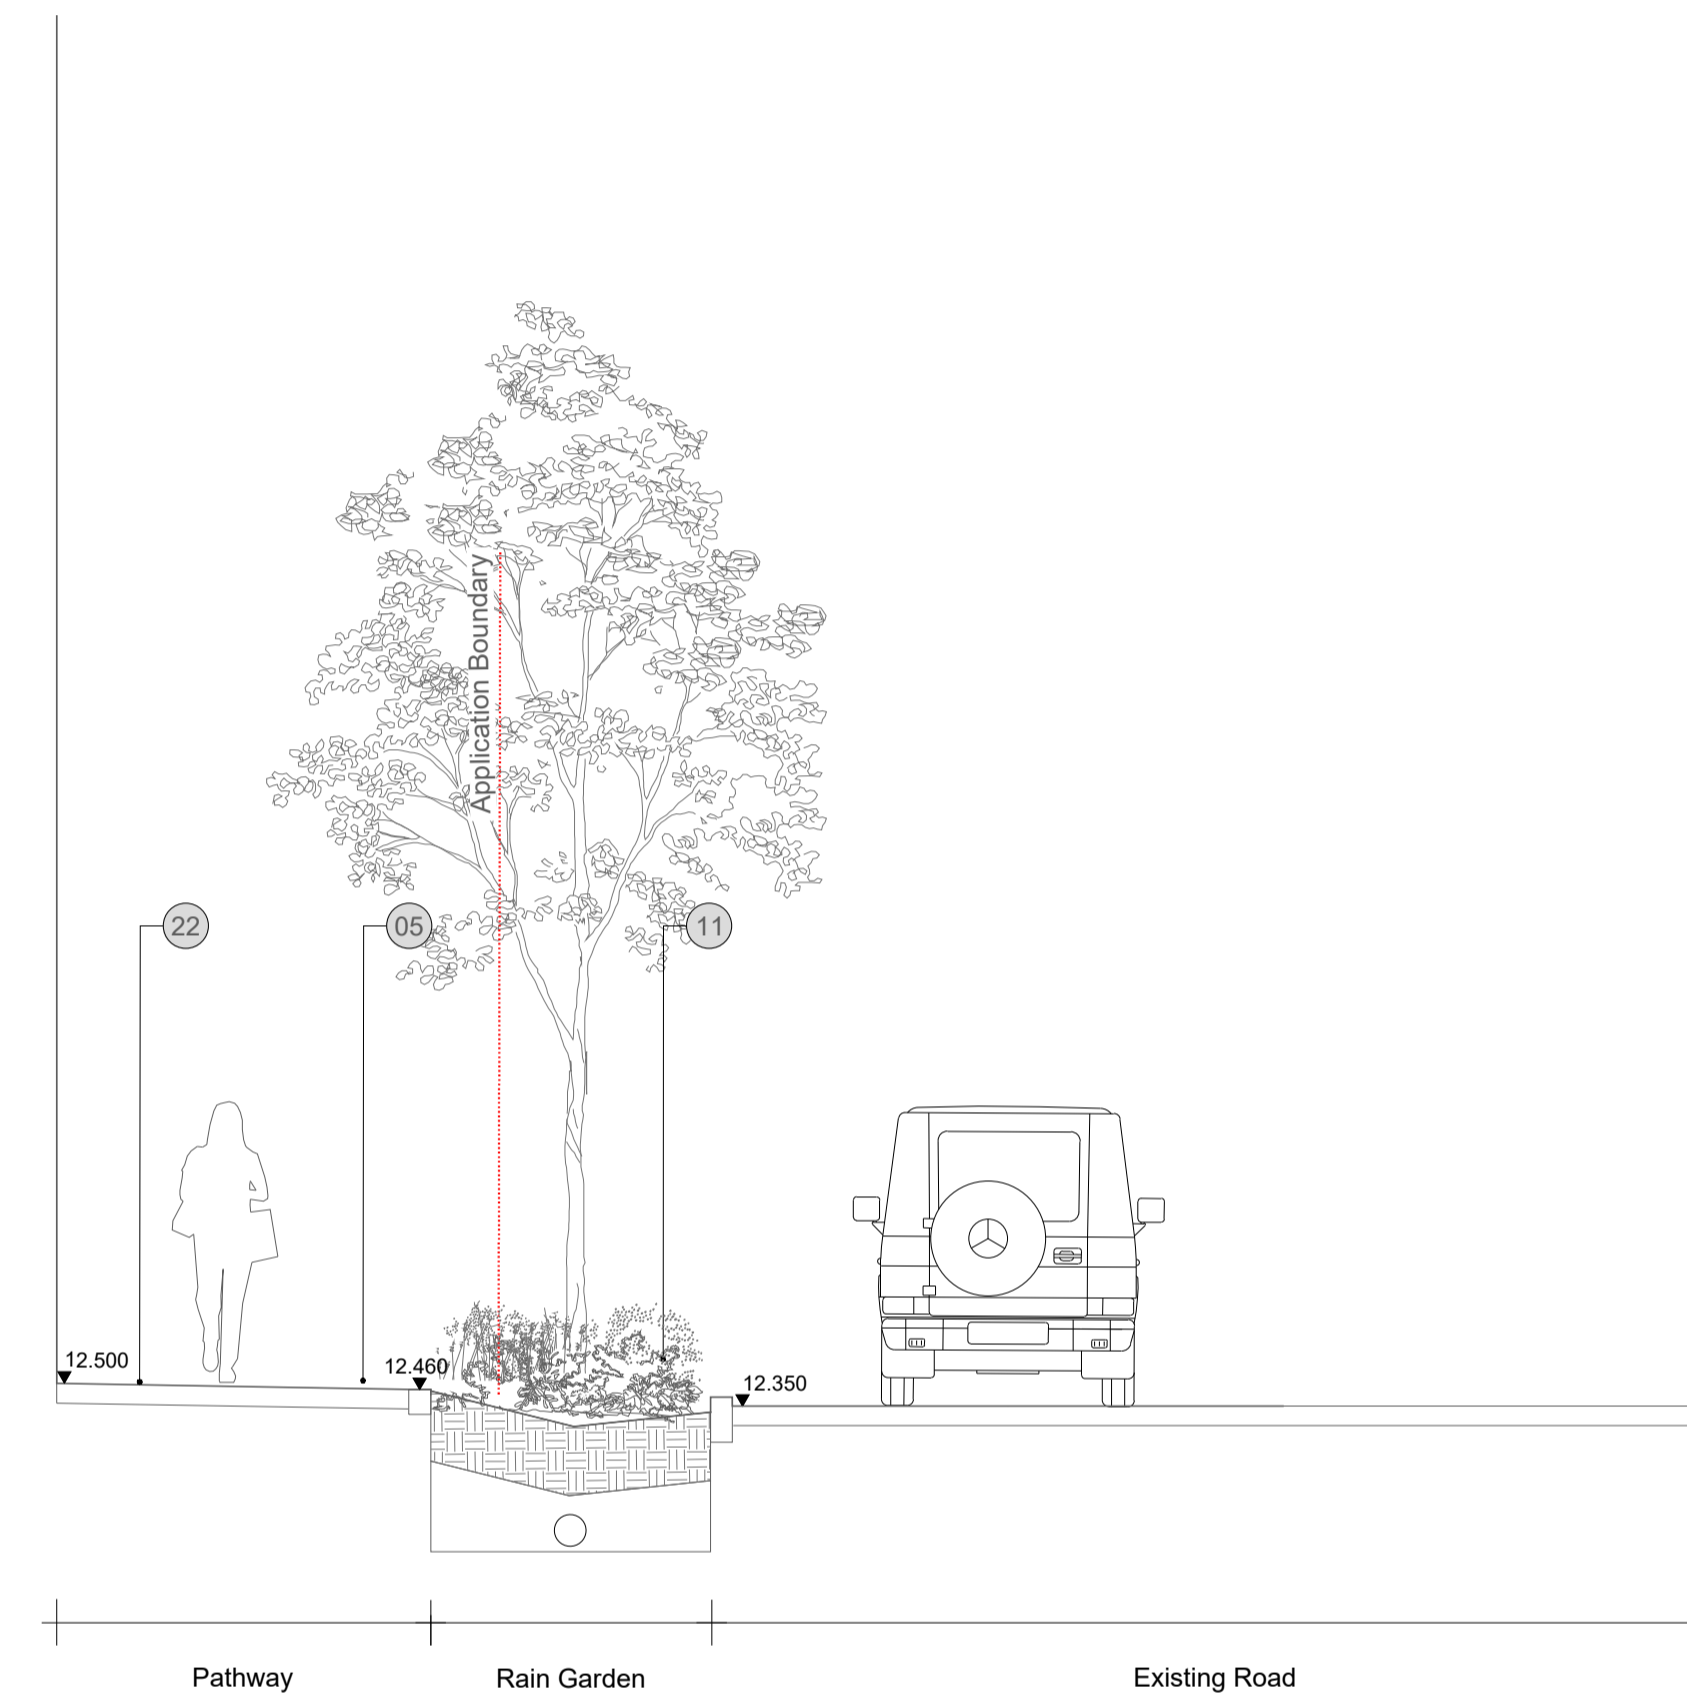 Application Boundary
22
05
11
12.500
12.460
12.350
Pathway
Rain Garden
Existing Road